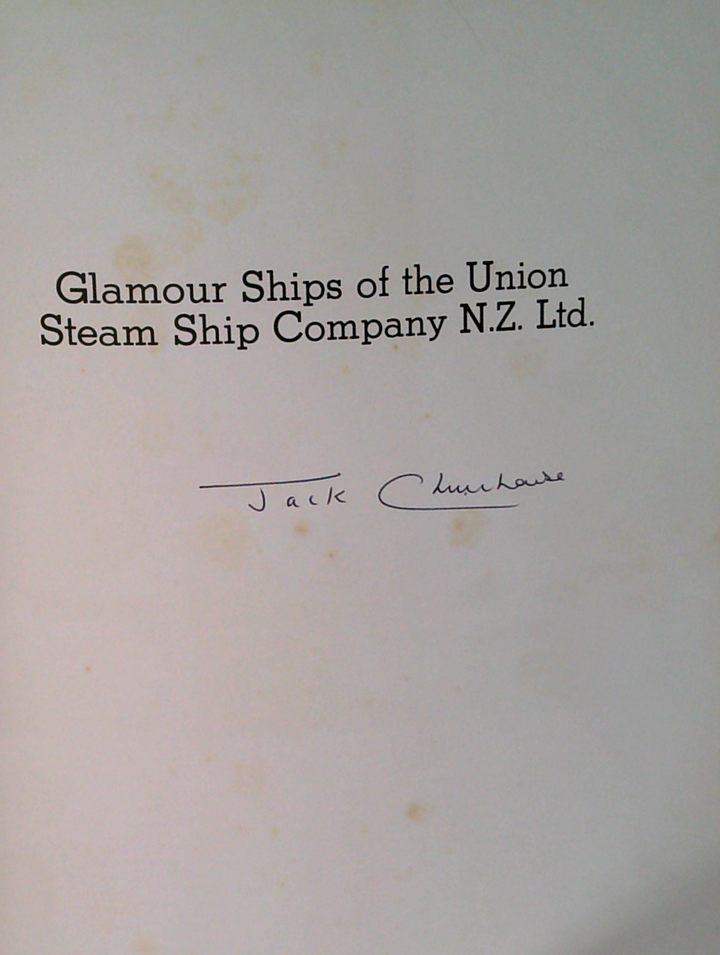 Glamour Ships of the Union
Steam Ship Company N.Z. Ltd.
Jack Churchouse